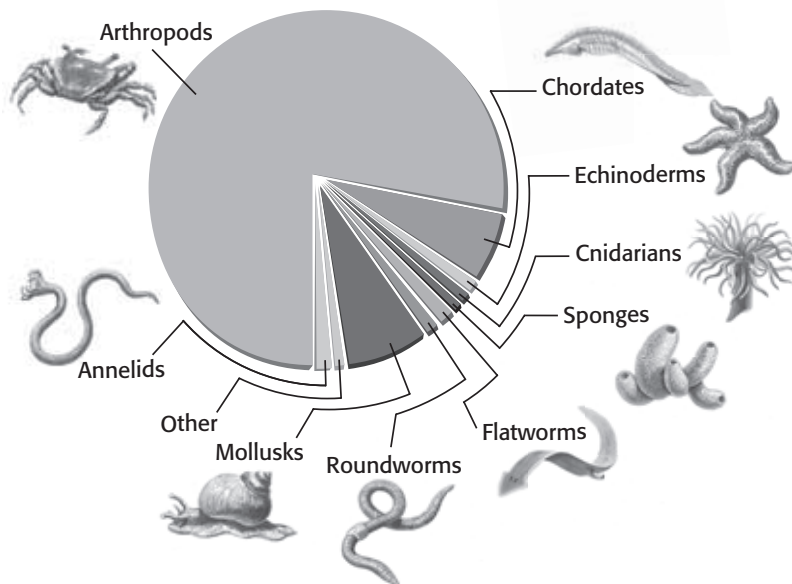 Arthropods
Chordates
Echinoderms
Cnidarians
Sponges
Annelids
Other
Mollusks
Roundworms
Flatworms